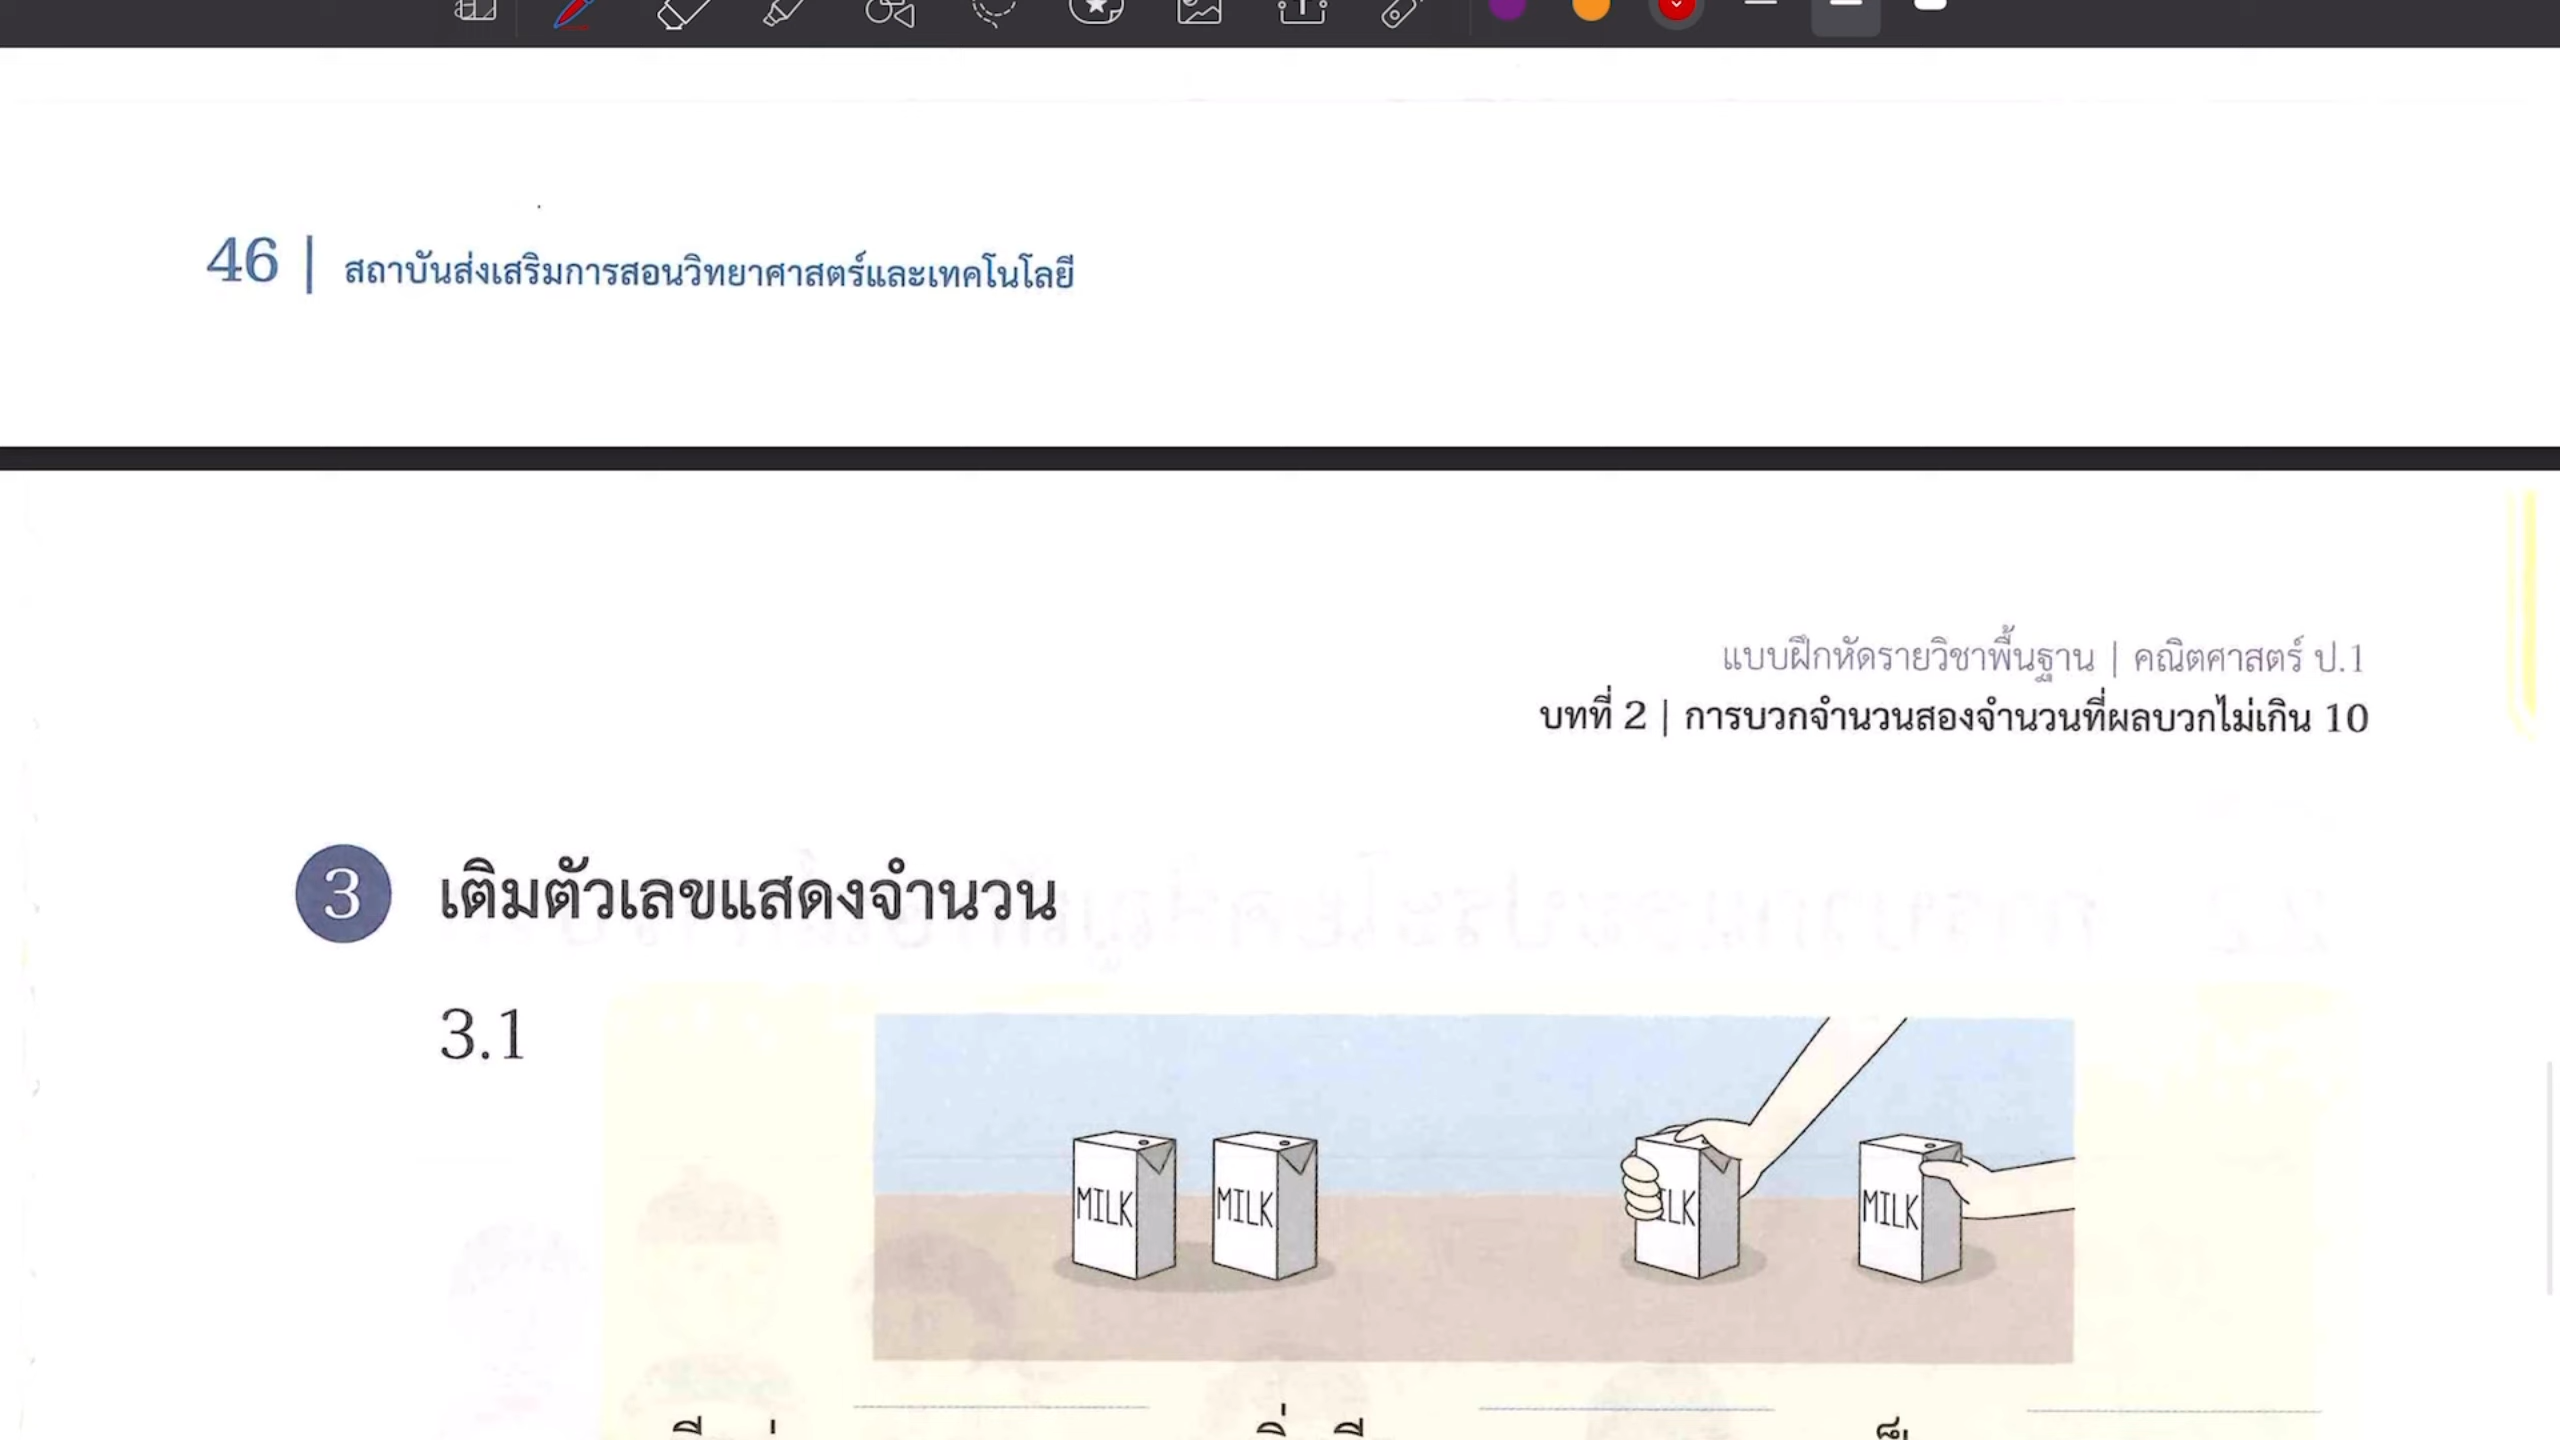 46 | สถาบันส่งเสริมการสอนวิทยาศาสตร์และเทคโนโลยี
แบบฝึกหัดรายวิชาพื้นฐาน | คณิตศาสตร์ ป.1
บทที่ 2 | การบวกจำนวนสองจำนวนที่ผลบวกไม่เกิน 10
3 เติมตัวเลขแสดงจำนวน
3.1
MILK MILK ILK MILK